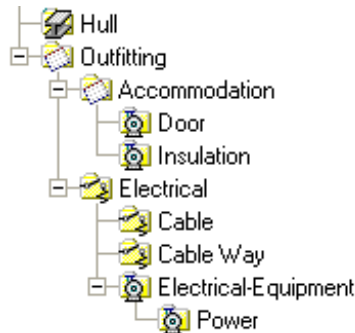 Hull
Outfitting
Accommodation
Door
Insulation
Electrical
Cable
Cable Way
Electrical-Equipment
Power